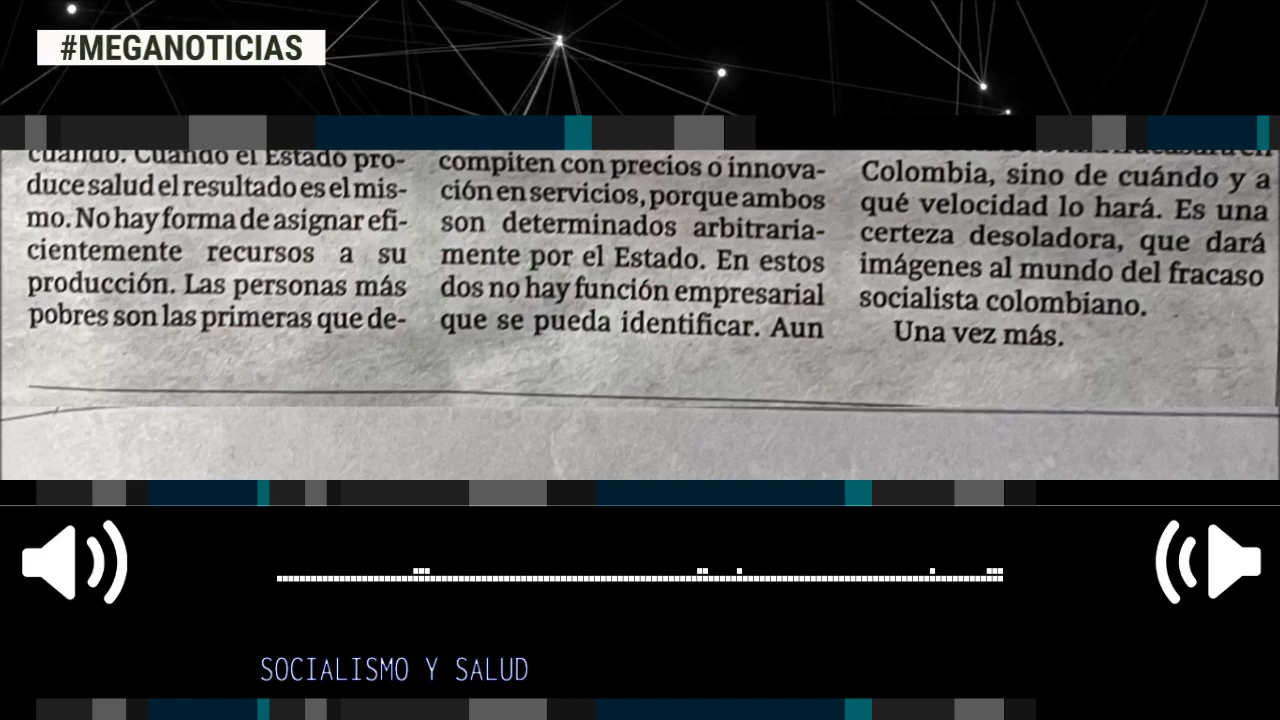 #MEGANOTICIAS
cuando. Cuando el Estado pro-
duce salud el resultado es el mis-
mo. No hay forma de asignar efi-
cientemente recursos a su
producción. Las personas más
pobres son las primeras que de-
compiten con precios o innova-
ción en servicios, porque ambos
son determinados arbitraria-
mente por el Estado. En estos
dos no hay función empresarial
que se pueda identificar. Aun
Colombia, sino de cuándo y a
qué velocidad lo hará. Es una
certeza desoladora, que dará
imágenes al mundo del fracaso
socialista colombiano.
Una vez más.
SOCIALISMO Y SALUD